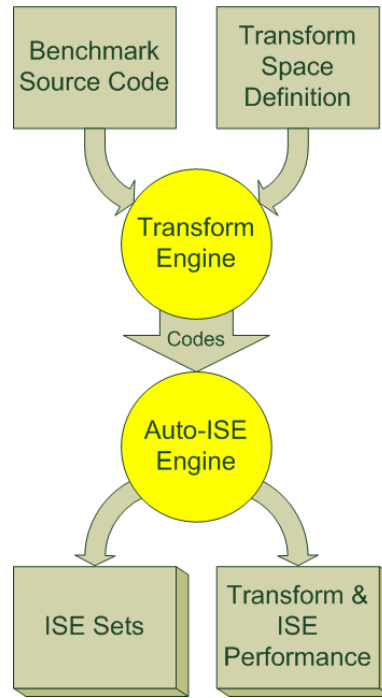 Benchmark
Source Code
Transform
Space
Definition
Transform
Engine
Codes
Auto-ISE
Engine
ISE Sets
Transform &
ISE
Performance